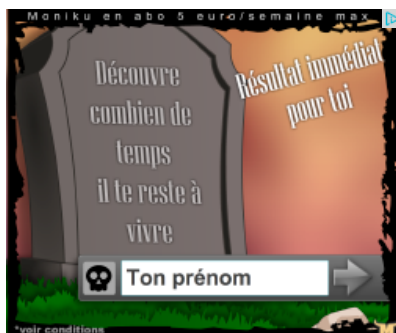 Moniku en abo 5 euro/semaine max
Découvre
combien de
temps
il te reste à
vivre
Résultat immédiat
pour toi
Ton prénom
*voir conditions